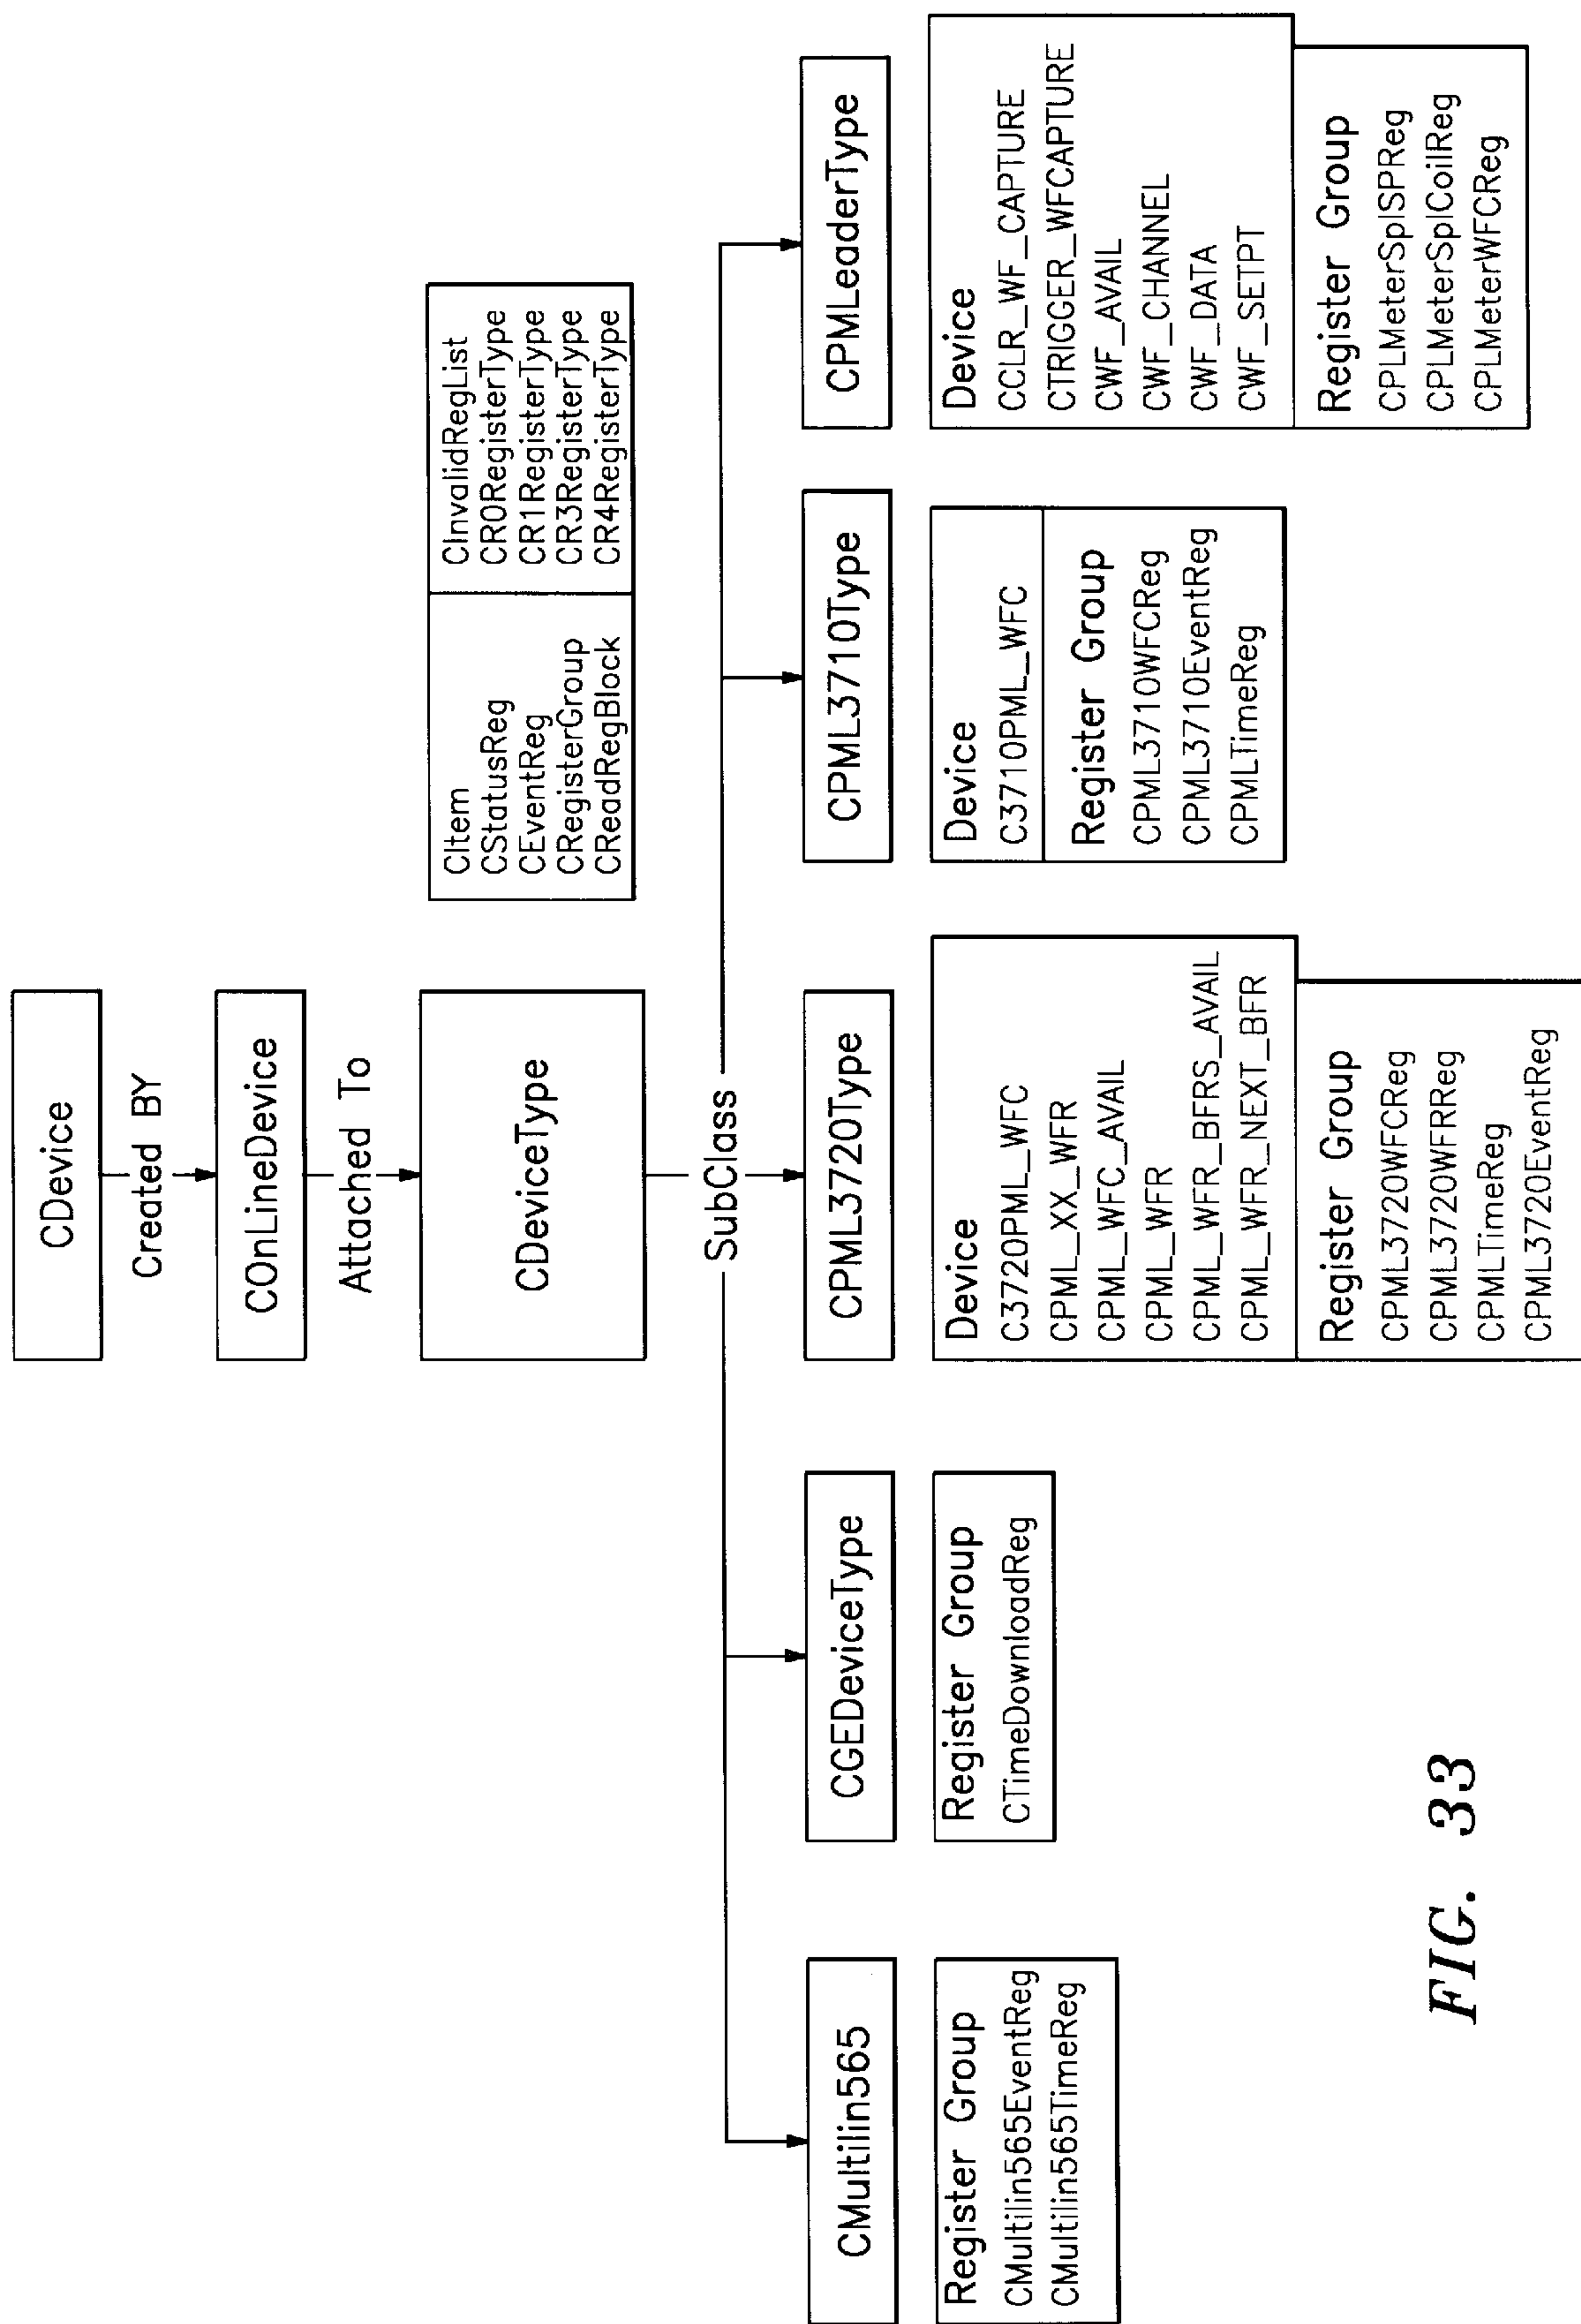 CDevice
Created BY
COnLineDevice
Attached To
CDeviceType
CItem
CStatusReg
CEventReg
CRegisterGroup
CReadRegBlock
CInvalidRegList
CR0RegisterType
CR1RegisterType
CR3RegisterType
CR4RegisterType
SubClass
CMultilin565
Register Group
CMultilin565EventReg
CMultilin565TimeReg
CGEDeviceType
Register Group
CTimeDownloadReg
CPML3720Type
Device
C3720PML_WFC
CPML_XX_WFR
CPML_WFC_AVAIL
CPML_WFR
CPML_WFR_BFRS_AVAIL
CPML_WFR_NEXT_BFR
Register Group
CPML3720WFCReg
CPML3720WFRReg
CPMLTimeReg
CPML3720EventReg
CPML3710Type
Device
C3710PML_WFC
Register Group
CPML3710WFCReg
CPML3710EventReg
CPMLTimeReg
CPMLeaderType
Device
CCLR_WF_CAPTURE
CTRIGGER_WFCAPTURE
CWF_AVAIL
CWF_CHANNEL
CWF_DATA
CWF_SETPT
Register Group
CPLMeterSplSPReg
CPLMeterSplCoilReg
CPLMeterWFCReg
FIG. 33